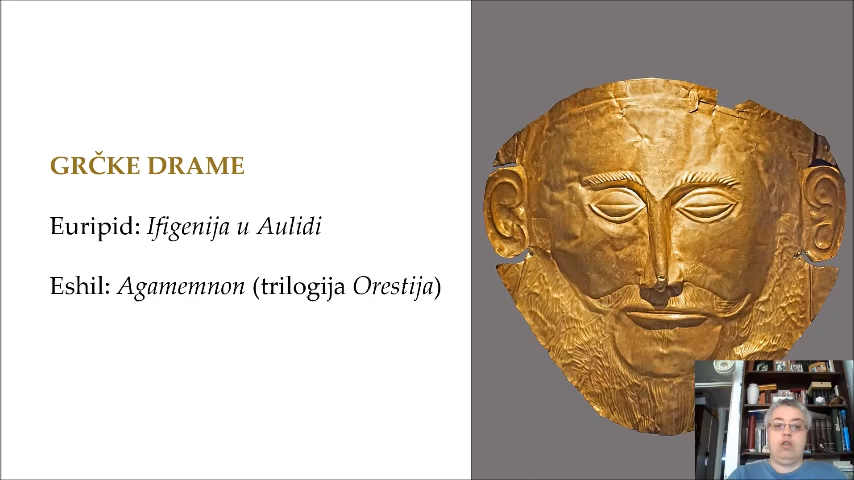 GRČKE DRAME
Euripid: Ifigenija u Aulidi
Eshil: Agamemnon (trilogija Orestija)